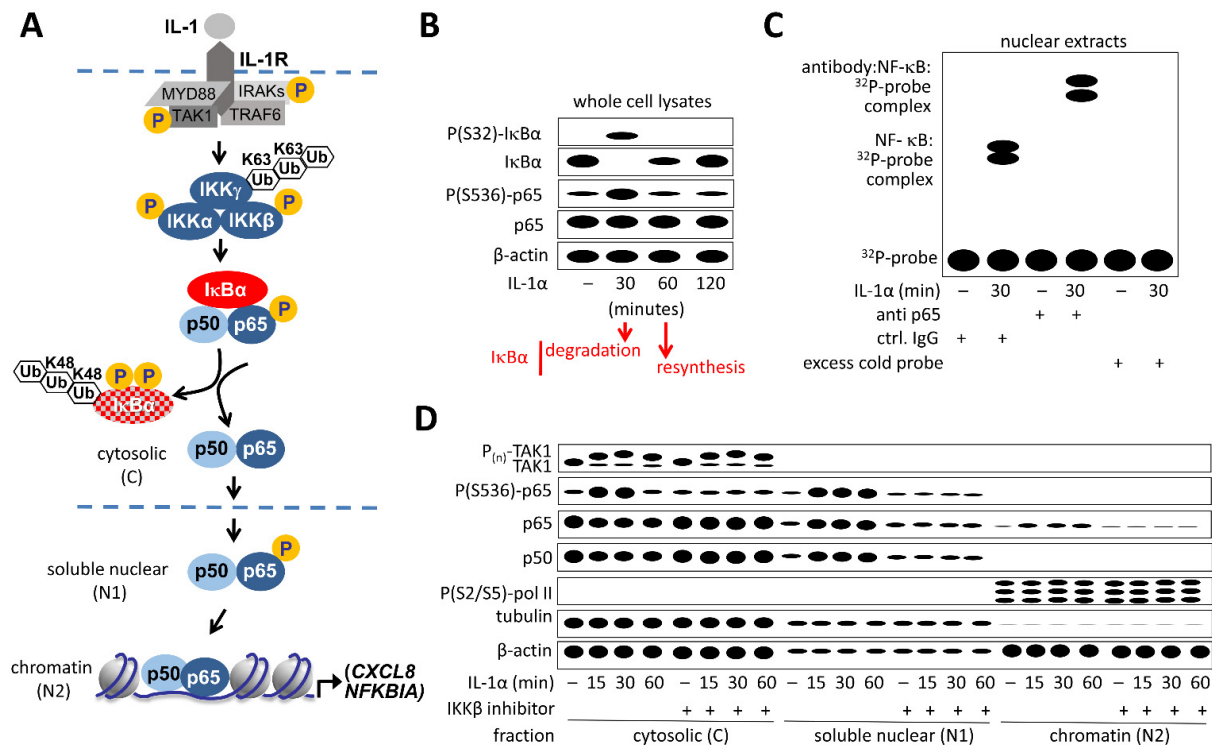 A
IL-1
IL-1R
MYD88
IRAKs
P
TAK1
TRAF6
P
K63
K63
Ub
Ub
Ub
IKKγ
P
P
IKKα
IKKβ
IκBα
P
p50
p65
K48
K48
Ub
Ub
Ub
P
P
IκBα
p50
p65
cytosolic
(C)
P
p50
p65
soluble nuclear
(N1)
chromatin
(N2)
p50
p65
(CXCL8
NFKBIA)
B
whole cell lysates
P(S32)-IκBα
IκBα
P(S536)-p65
p65
β-actin
IL-1α – 30 60 120
(minutes)
IκBα
degradation
resynthesis
C
nuclear extracts
antibody:NF-κB:
32P-probe
complex
NF- κB:
32P-probe
complex
32P-probe
IL-1α (min) – 30 – 30 – 30
anti p65 + +
ctrl. IgG + +
excess cold probe + +
D
P(n)-TAK1
TAK1
P(S536)-p65
p65
p50
P(S2/S5)-pol II
tubulin
β-actin
IL-1α (min) – 15 30 60 – 15 30 60 – 15 30 60 – 15 30 60 – 15 30 60 – 15 30 60
IKKβ inhibitor + + + + + + + + + + + +
fraction cytosolic (C) soluble nuclear (N1) chromatin (N2)